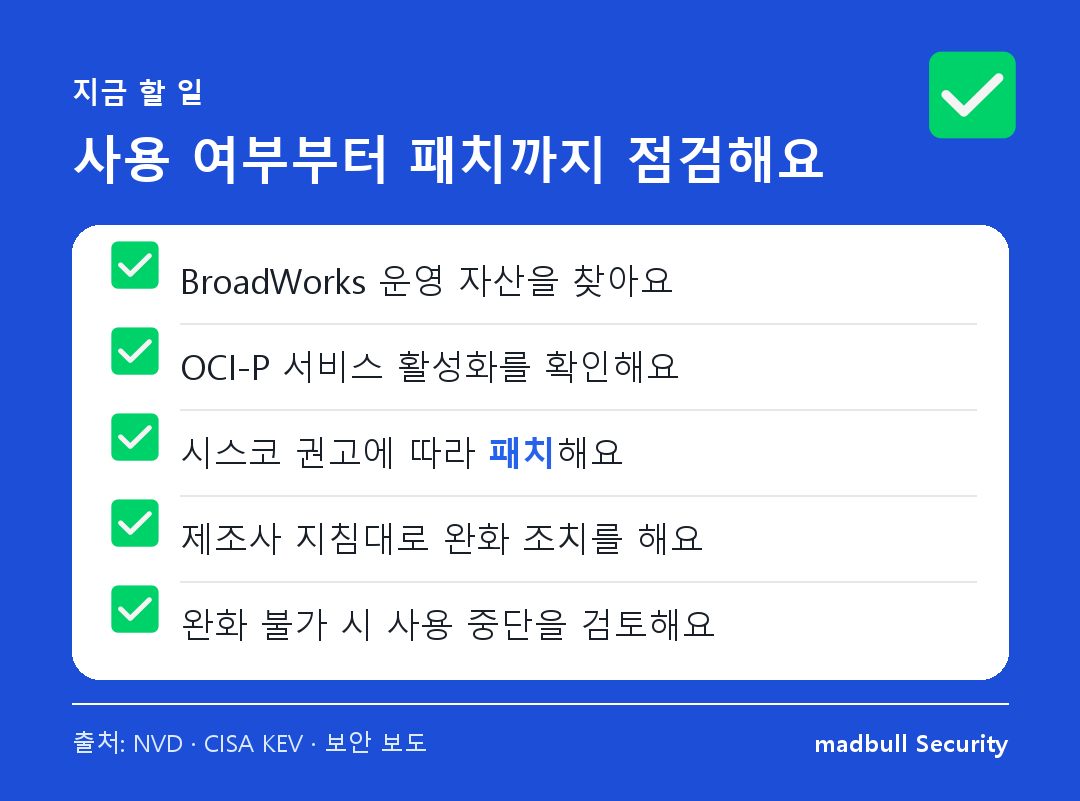 지금 할 일
사용 여부부터 패치까지 점검해요
BroadWorks 운영 자산을 찾아요
OCI-P 서비스 활성화를 확인해요
시스코 권고에 따라 패치해요
제조사 지침대로 완화 조치를 해요
완화 불가 시 사용 중단을 검토해요
출처: NVD · CISA KEV · 보안 보도
madbull Security